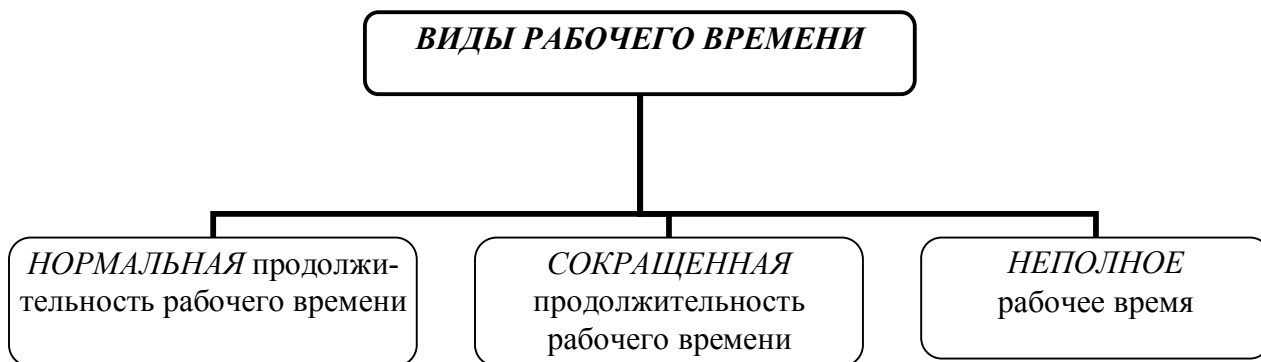 ВИДЫ РАБОЧЕГО ВРЕМЕНИ
НОРМАЛЬНАЯ продолжи-
тельность рабочего времени
СОКРАЩЕННАЯ
продолжительность
рабочего времени
НЕПОЛНОЕ
рабочее время